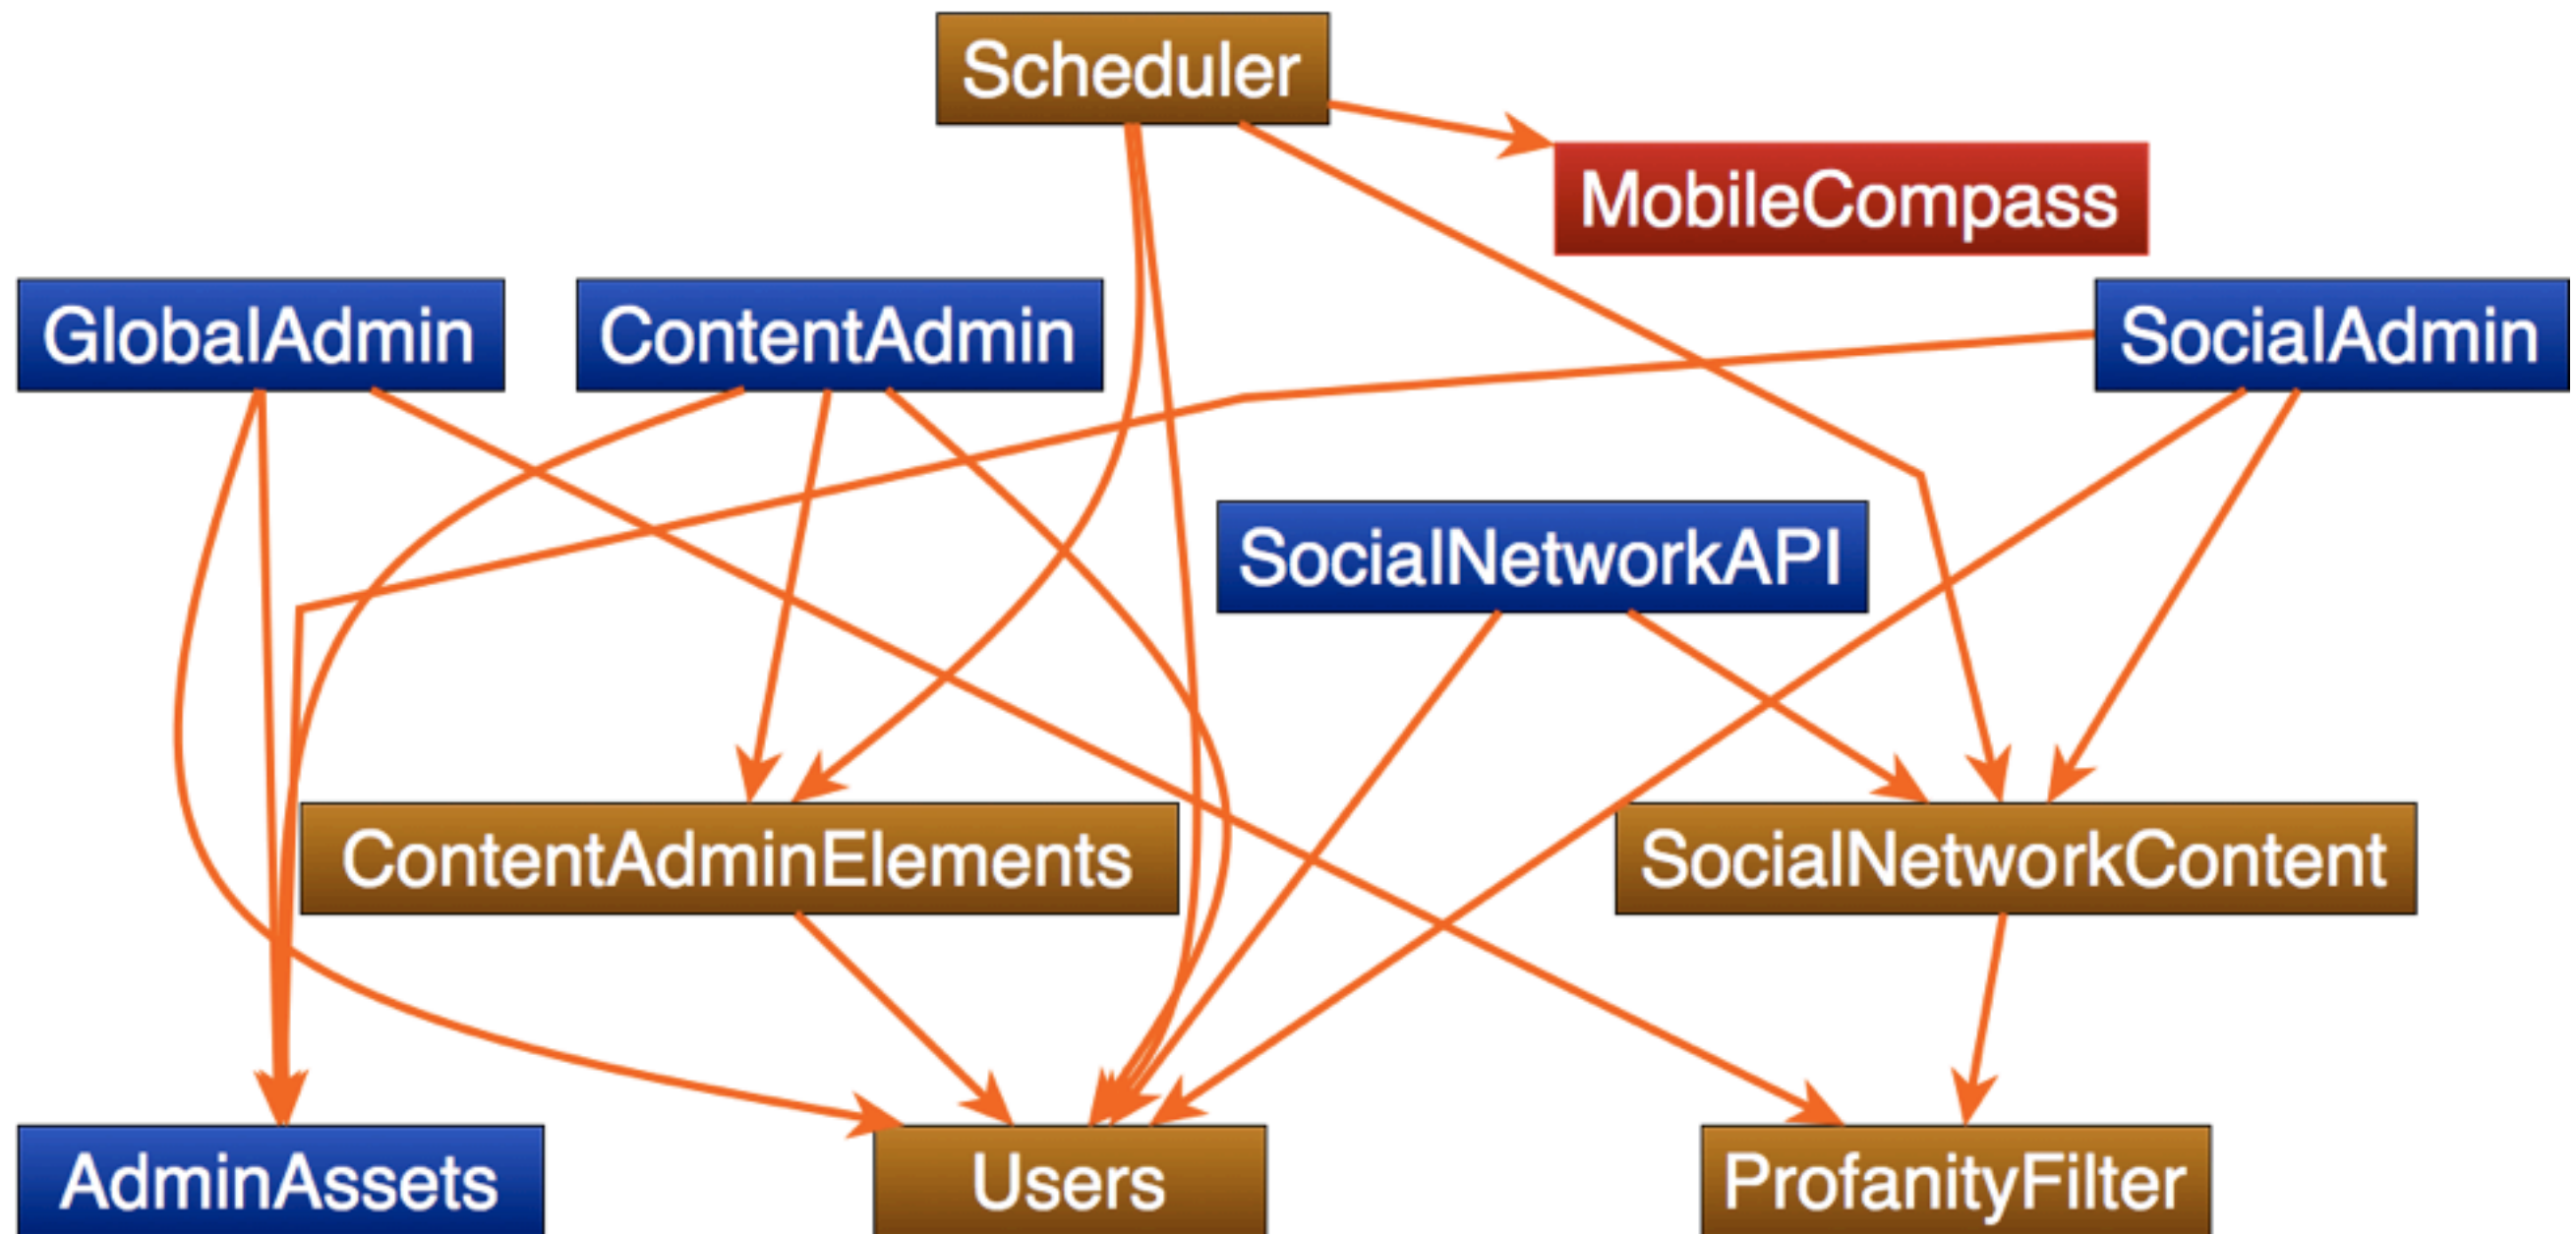 Scheduler
MobileCompass
GlobalAdmin
ContentAdmin
SocialAdmin
SocialNetworkAPI
ContentAdminElements
SocialNetworkContent
AdminAssets
Users
ProfanityFilter